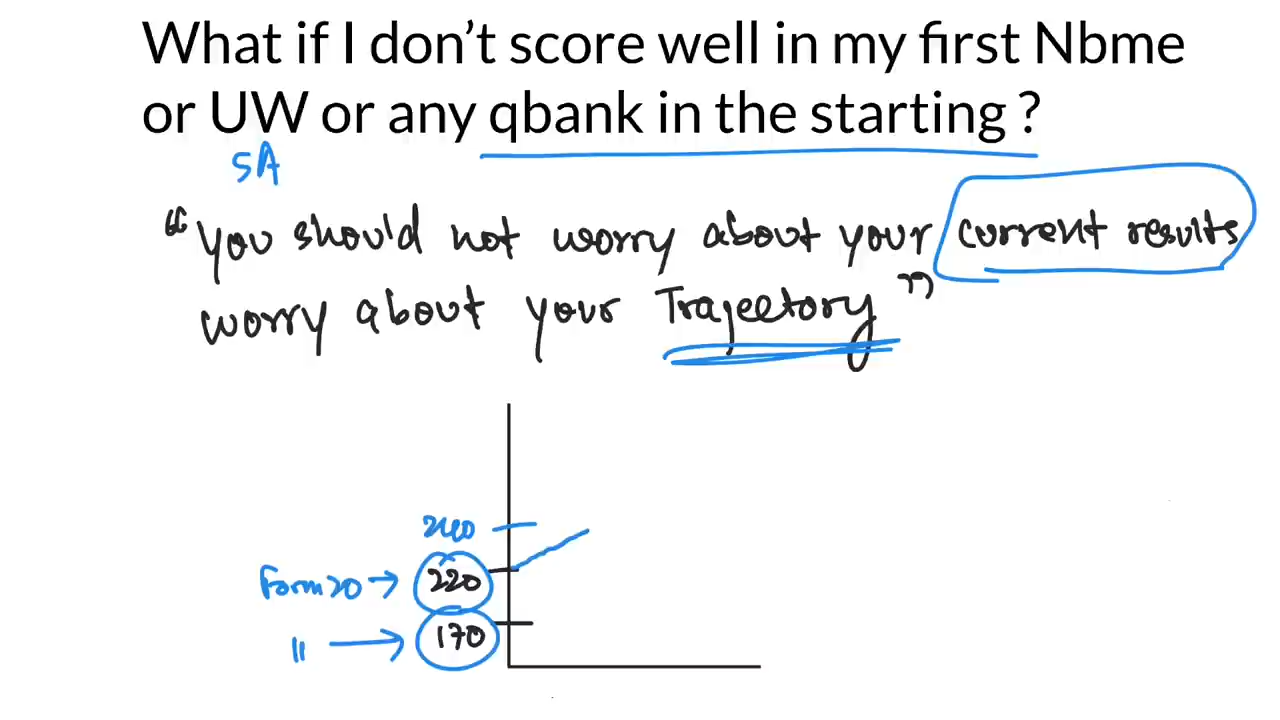 What if I don't score well in my first Nbme
or UW or any qbank in the starting ?
SA
“You should not worry about your current results
worry about your Trajectory”
240
Form 20 → 220
11 → 170